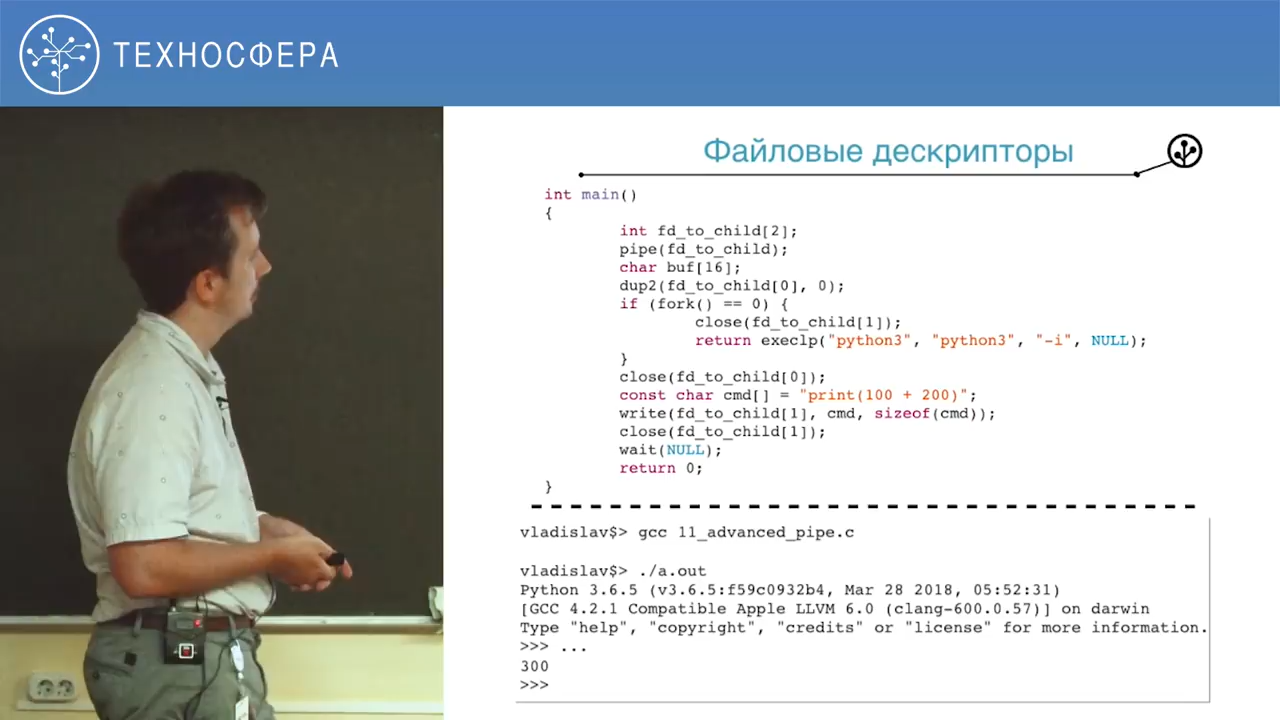 ТЕХНОСФЕРА
Файловые дескрипторы
int main()
{
int fd_to_child[2];
pipe(fd_to_child);
char buf[16];
dup2(fd_to_child[0], 0);
if (fork() == 0) {
close(fd_to_child[1]);
return execlp("python3", "python3", "-i", NULL);
}
close(fd_to_child[0]);
const char cmd[] = "print(100 + 200)";
write(fd_to_child[1], cmd, sizeof(cmd));
close(fd_to_child[1]);
wait(NULL);
return 0;
}
vladislav$> gcc 11_advanced_pipe.c
vladislav$> ./a.out
Python 3.6.5 (v3.6.5:f59c0932b4, Mar 28 2018, 05:52:31)
[GCC 4.2.1 Compatible Apple LLVM 6.0 (clang-600.0.57)] on darwin
Type "help", "copyright", "credits" or "license" for more information.
>>> ...
300
>>>